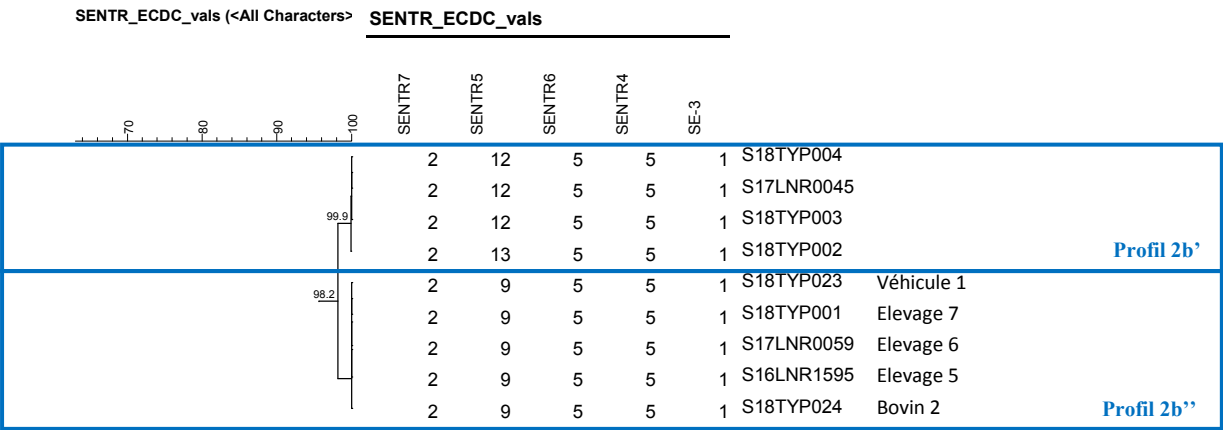 SENTR_ECDC_vals (<All Characters> SENTR_ECDC_vals
70 80 90 100 SENTR7 SENTR5 SENTR6 SENTR4 SE-3
2 12 5 5 1 S18TYP004
2 12 5 5 1 S17LNR0045
99.9 2 12 5 5 1 S18TYP003
2 13 5 5 1 S18TYP002 Profil 2b’
98.2 2 9 5 5 1 S18TYP023 Véhicule 1
2 9 5 5 1 S18TYP001 Elevage 7
2 9 5 5 1 S17LNR0059 Elevage 6
2 9 5 5 1 S16LNR1595 Elevage 5
2 9 5 5 1 S18TYP024 Bovin 2 Profil 2b’’